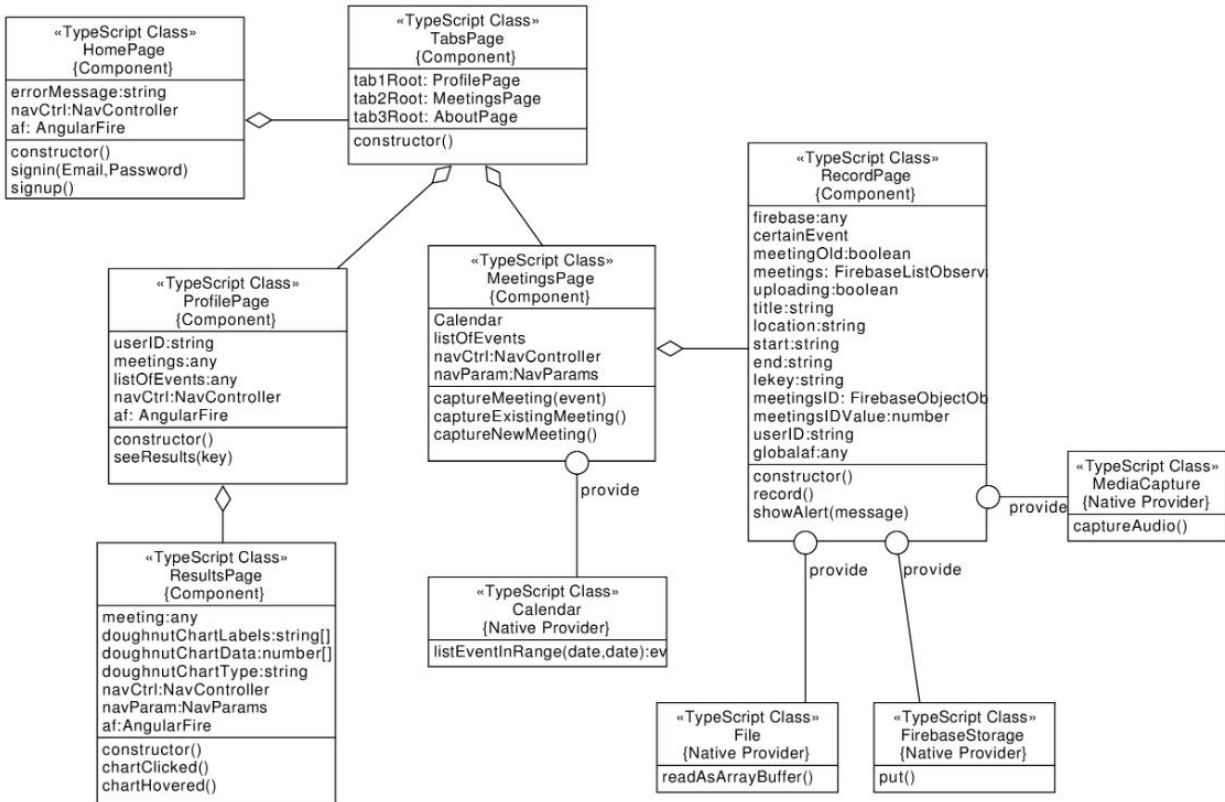 «TypeScript Class»
HomePage
{Component}
errorMessage:string
navCtrl:NavController
af: AngularFire
constructor()
signin(Email,Password)
signup()
«TypeScript Class»
TabsPage
{Component}
tab1Root: ProfilePage
tab2Root: MeetingsPage
tab3Root: AboutPage
constructor()
«TypeScript Class»
ProfilePage
{Component}
userID:string
meetings:any
listOfEvents:any
navCtrl:NavController
af: AngularFire
constructor()
seeResults(key)
«TypeScript Class»
MeetingsPage
{Component}
Calendar
listOfEvents
navCtrl:NavController
navParam:NavParams
captureMeeting(event)
captureExistingMeeting()
captureNewMeeting()
provide
«TypeScript Class»
RecordPage
{Component}
firebase:any
certainEvent
meetingOld:boolean
meetings: FirebaseListObserv
uploading:boolean
title:string
location:string
start:string
end:string
lekey:string
meetingsID: FirebaseObjectOb
meetingsIDValue:number
userID:string
globalaf:any
constructor()
record()
showAlert(message)
provide
provide
provide
«TypeScript Class»
MediaCapture
{Native Provider}
captureAudio()
«TypeScript Class»
ResultsPage
{Component}
meeting:any
doughnutChartLabels:string[]
doughnutChartData:number[]
doughnutChartType:string
navCtrl:NavController
navParam:NavParams
af:AngularFire
constructor()
chartClicked()
chartHovered()
«TypeScript Class»
Calendar
{Native Provider}
listEventInRange(date,date):ev
«TypeScript Class»
File
{Native Provider}
readAsArrayBuffer()
«TypeScript Class»
FirebaseStorage
{Native Provider}
put()